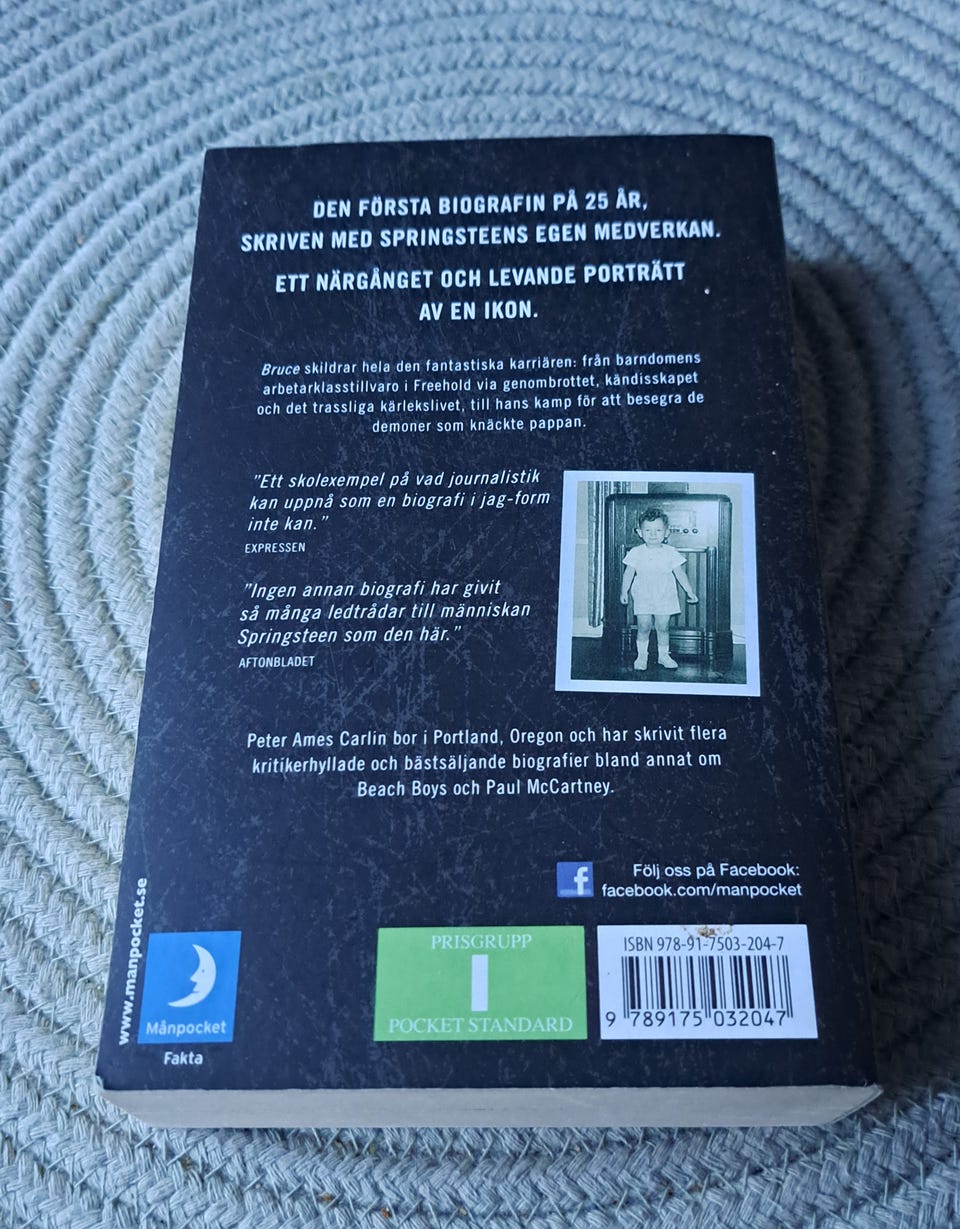 DEN FÖRSTA BIOGRAFIN PÅ 25 ÅR,
SKRIVEN MED SPRINGSTEENS EGEN MEDVERKAN.
ETT NÄRGÅNGET OCH LEVANDE PORTRÄTT
AV EN IKON.
Bruce skildrar hela den fantastiska karriären: från barndomens
arbetarklasstillvaro i Freehold via genombrottet, kändisskapet
och det trassliga kärlekslivet, till hans kamp för att besegra de
demoner som knäckte pappan.
"Ett skolexempel på vad journalistik
kan uppnå som en biografi i jag-form
inte kan."
EXPRESSEN
"Ingen annan biografi har givit
så många ledtrådar till människan
Springsteen som den här."
AFTONBLADET
Peter Ames Carlin bor i Portland, Oregon och har skrivit flera
kritikerhyllade och bästsäljande biografier bland annat om
Beach Boys och Paul McCartney.
f
Följ oss på Facebook:
facebook.com/manpocket
www.manpocket.se
Månpocket
Fakta
PRISGRUPP
I
POCKET STANDARD
ISBN 978-91-7503-204-7
9 789175 032047